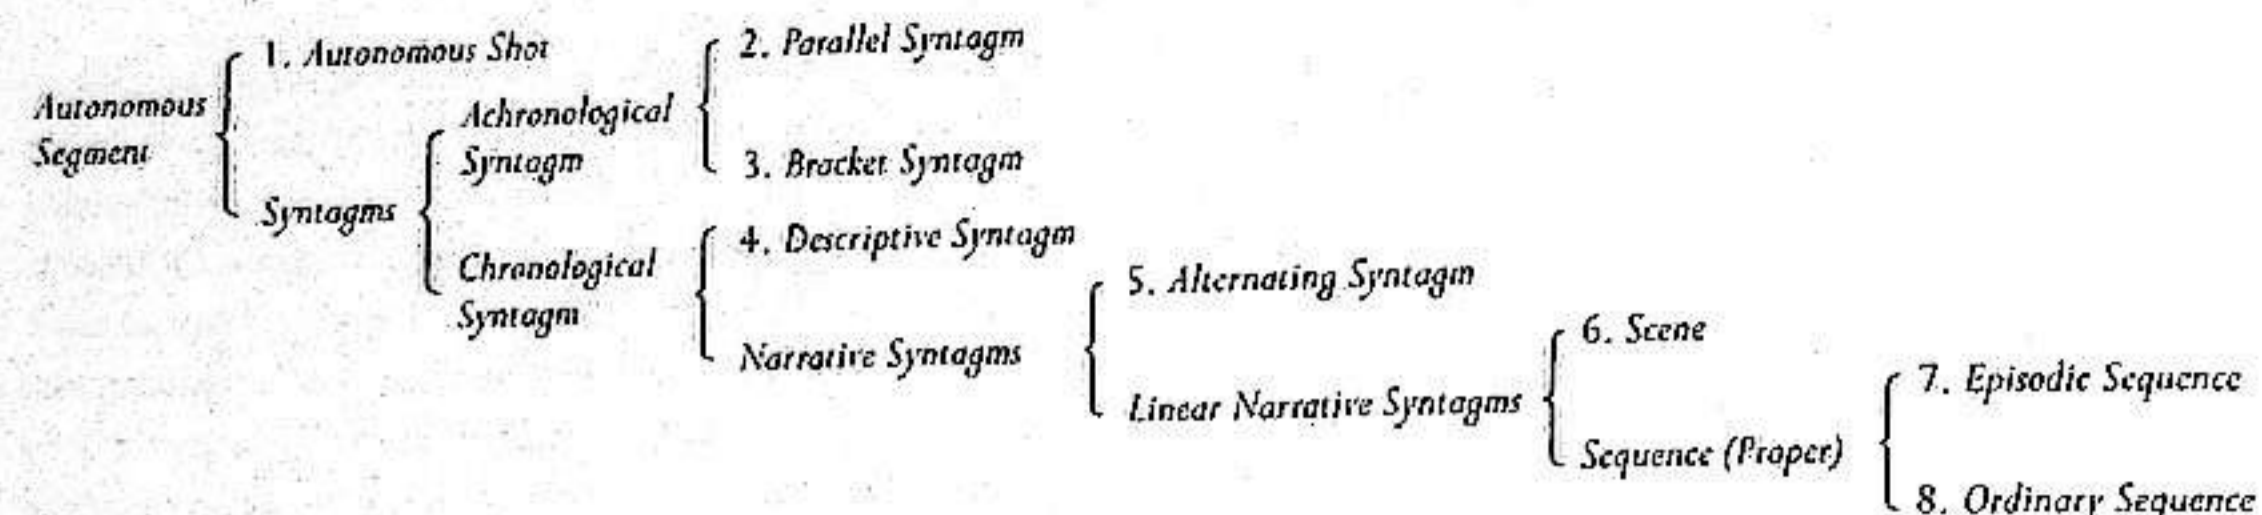 Autonomous
Segment
1. Autonomous Shot
Syntagms
Achronological
Syntagm
Chronological
Syntagm
2. Parallel Syntagm
3. Bracket Syntagm
4. Descriptive Syntagm
Narrative Syntagms
5. Alternating Syntagm
Linear Narrative Syntagms
6. Scene
Sequence (Proper)
7. Episodic Sequence
8. Ordinary Sequence